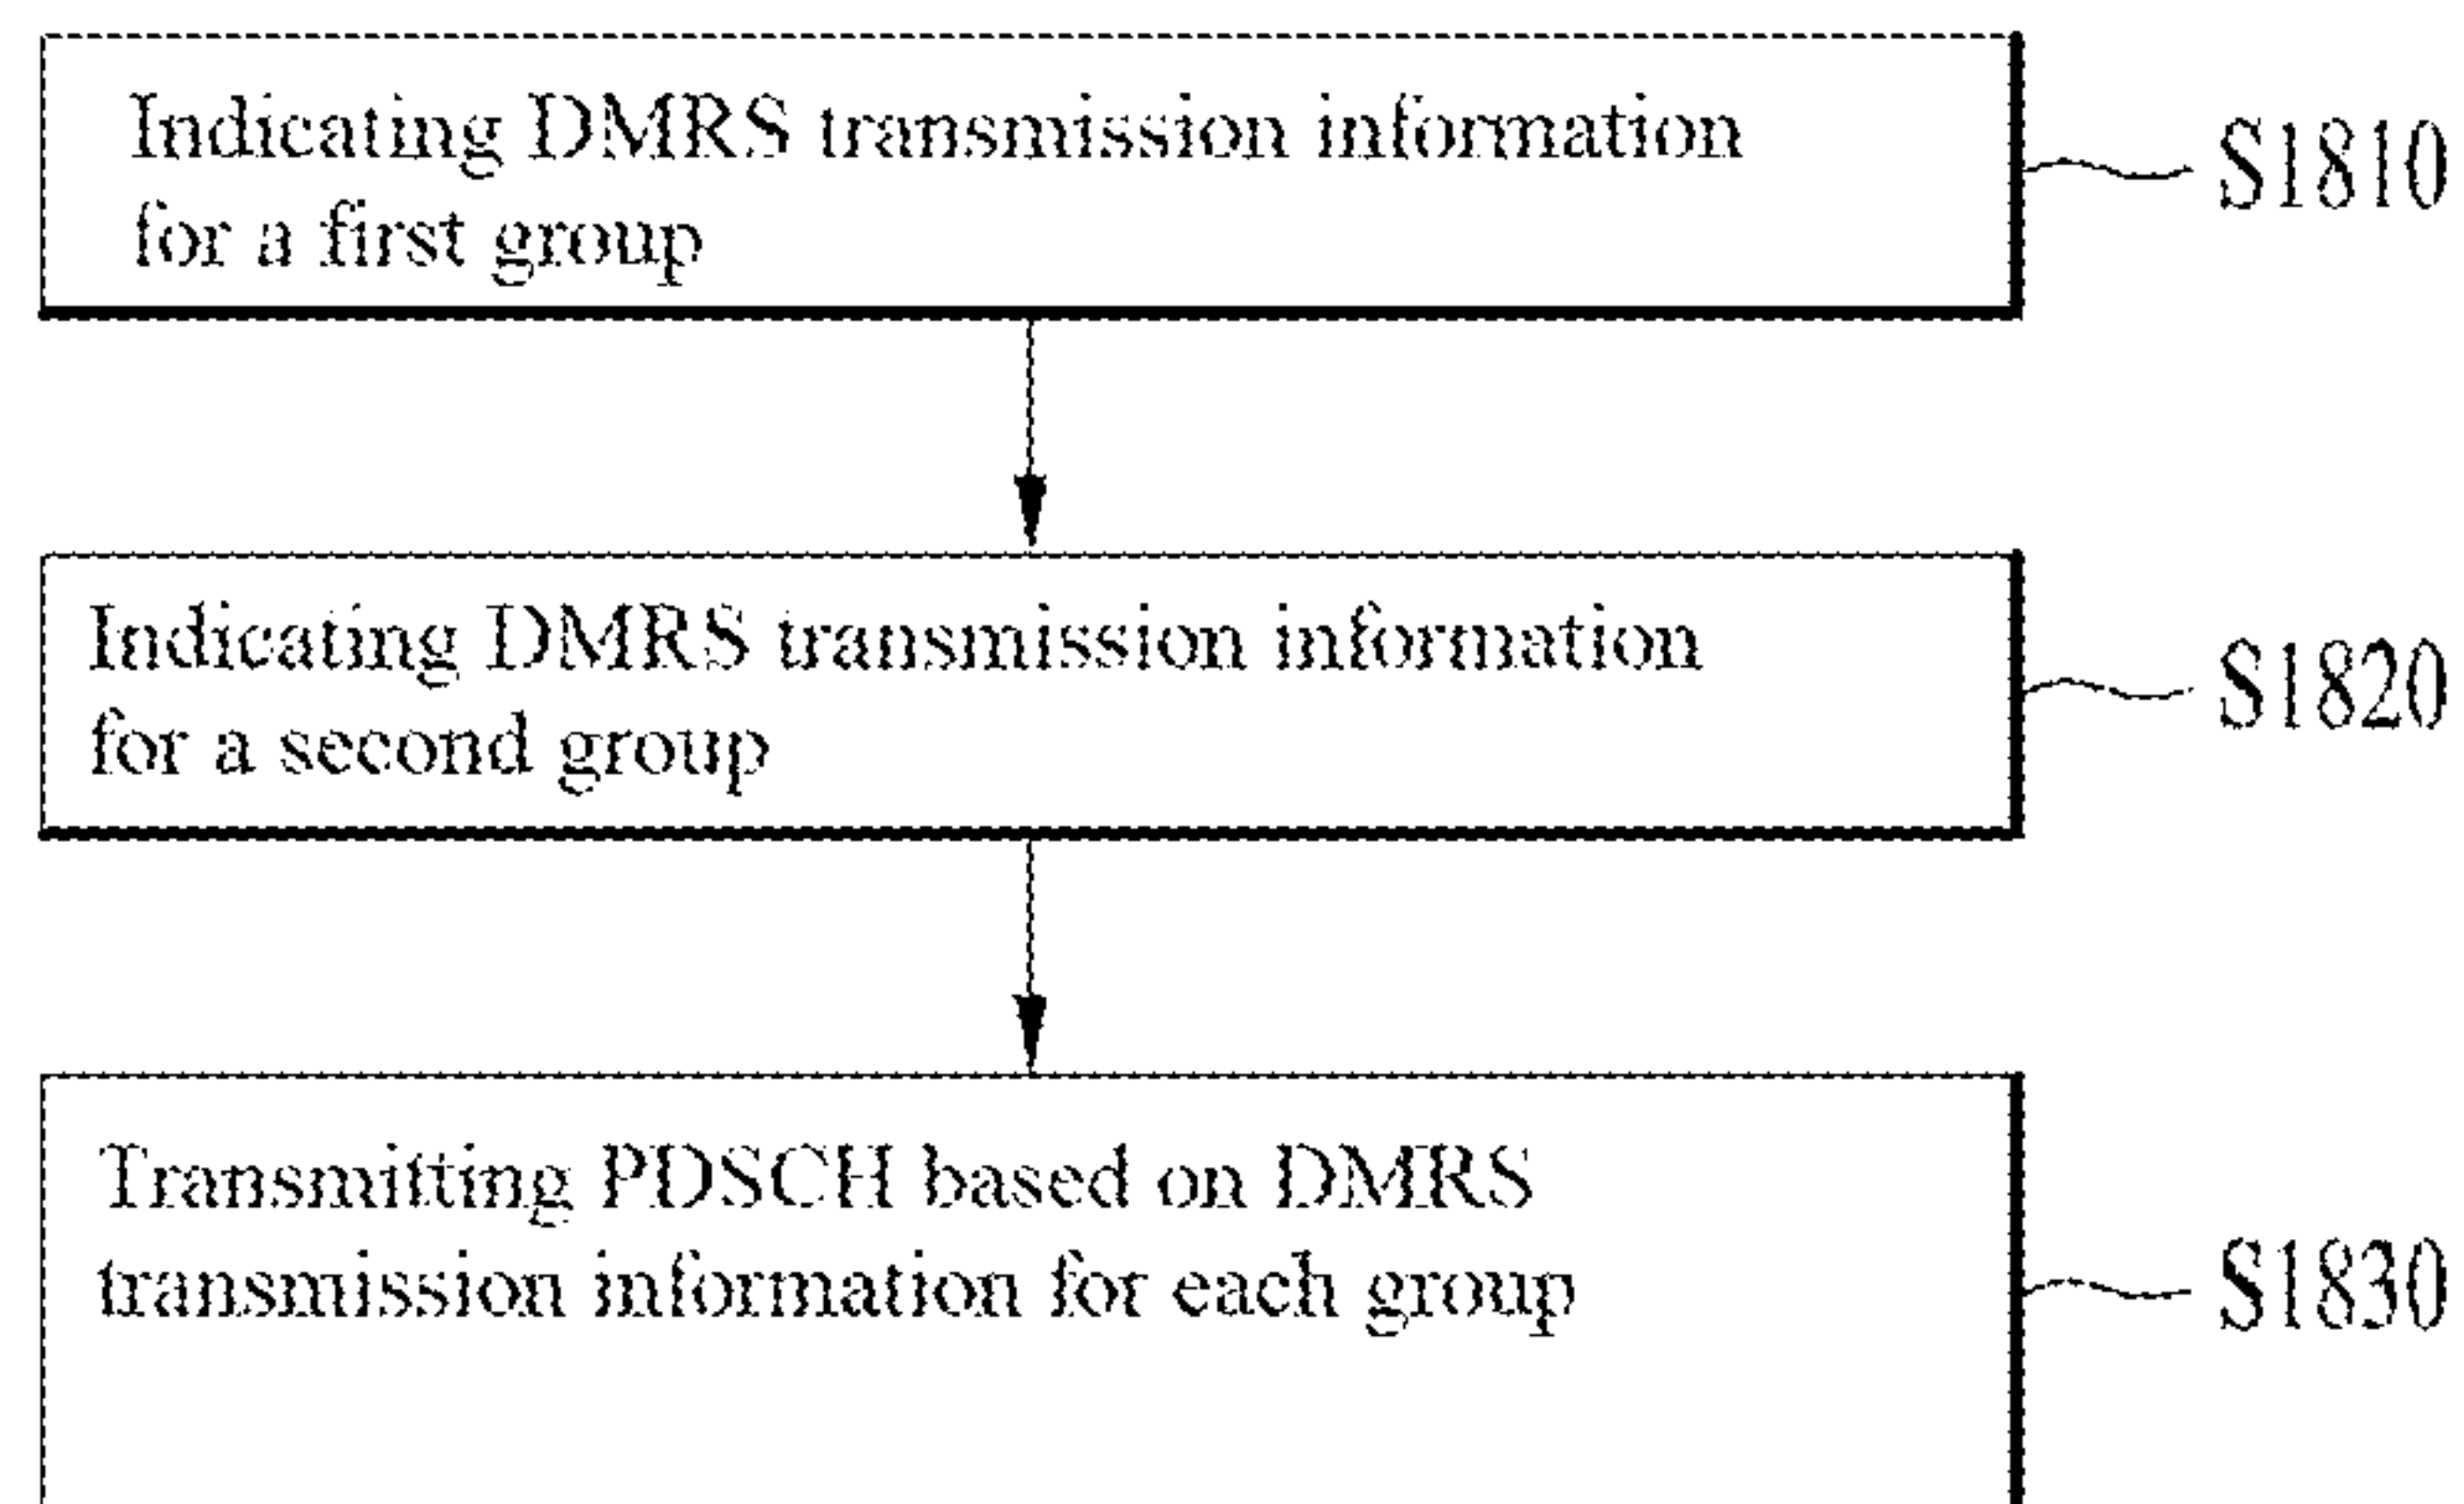 Indicating DMRS transmission information
for a first group
S1810
Indicating DMRS transmission information
for a second group
S1820
Transmitting PDSCH based on DMRS
transmission information for each group
S1830